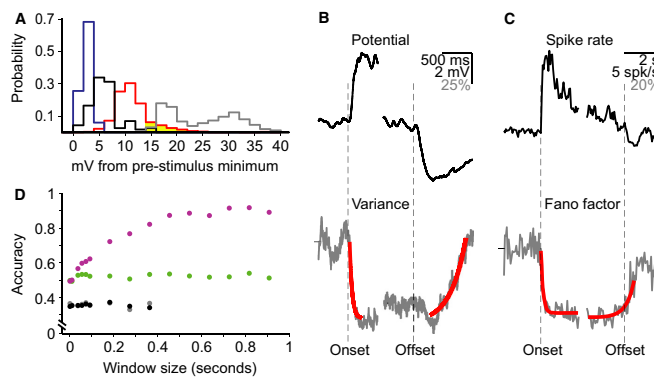 A
Probability
0.7
0.5
0.3
0.1
0 5 10 15 20 25 30 35 40
mV from pre-stimulus minimum
B
Potential
500 ms
2 mV
25%
Variance
Onset Offset
C
Spike rate
2 s
5 spk/s
20%
Fano factor
Onset Offset
D
Accuracy
1
0.8
0.6
0.4
0
0 0.2 0.4 0.6 0.8 1
Window size (seconds)